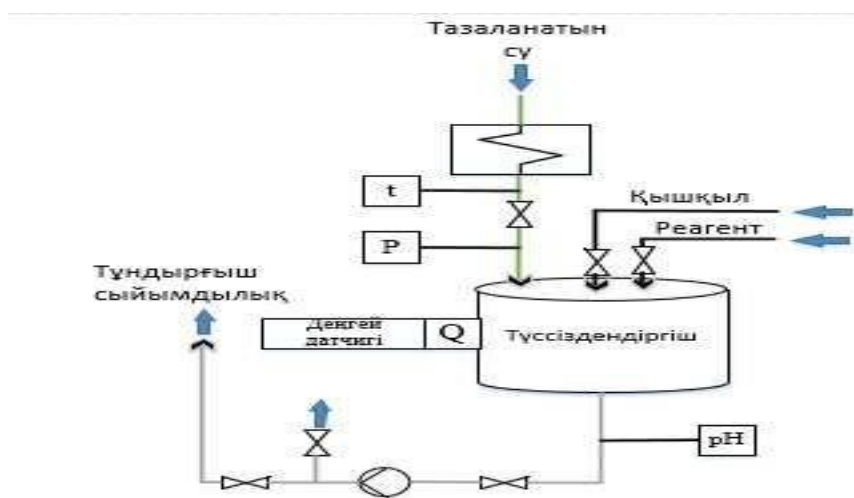 Тазаланатын
су
t
Қышқыл
Реагент
P
Тұндырғыш
сыйымдылық
Деңгей
датчигі
Q
Түссіздендіргіш
pH